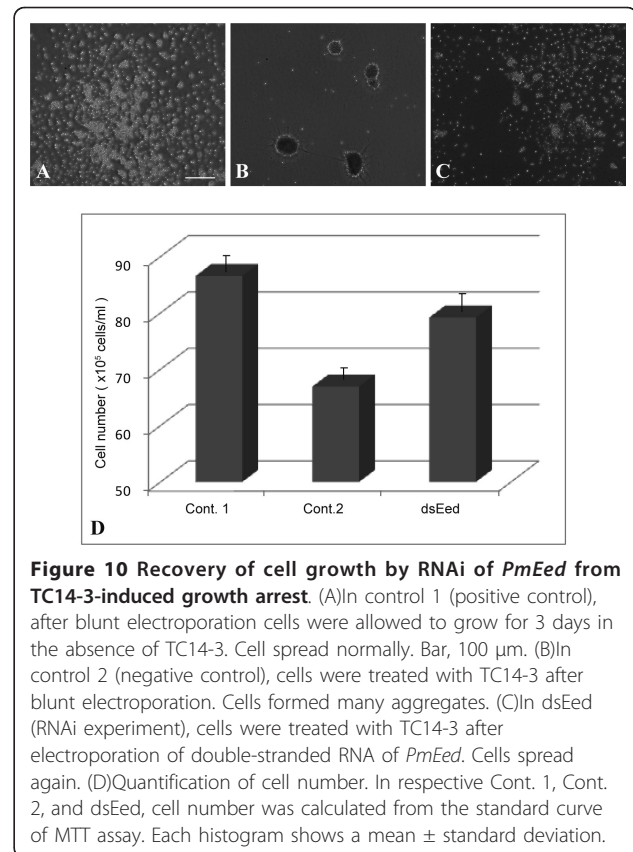 A
B
C
90
80
70
60
50
Cell number ( x10⁵ cells/ml )
Cont. 1
Cont.2
dsEed
D
Figure 10 Recovery of cell growth by RNAi of PmEed from
TC14-3-induced growth arrest. (A)In control 1 (positive control),
after blunt electroporation cells were allowed to grow for 3 days in
the absence of TC14-3. Cell spread normally. Bar, 100 μm. (B)In
control 2 (negative control), cells were treated with TC14-3 after
blunt electroporation. Cells formed many aggregates. (C)In dsEed
(RNAi experiment), cells were treated with TC14-3 after
electroporation of double-stranded RNA of PmEed. Cells spread
again. (D)Quantification of cell number. In respective Cont. 1, Cont.
2, and dsEed, cell number was calculated from the standard curve
of MTT assay. Each histogram shows a mean ± standard deviation.